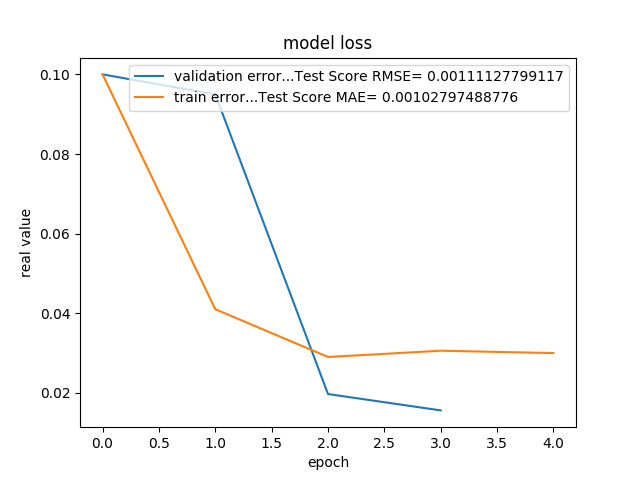 model loss
validation error...Test Score RMSE= 0.00111127799117
train error...Test Score MAE= 0.00102797488776
0.10
0.08
0.06
0.04
0.02
real value
0.0 0.5 1.0 1.5 2.0 2.5 3.0 3.5 4.0
epoch